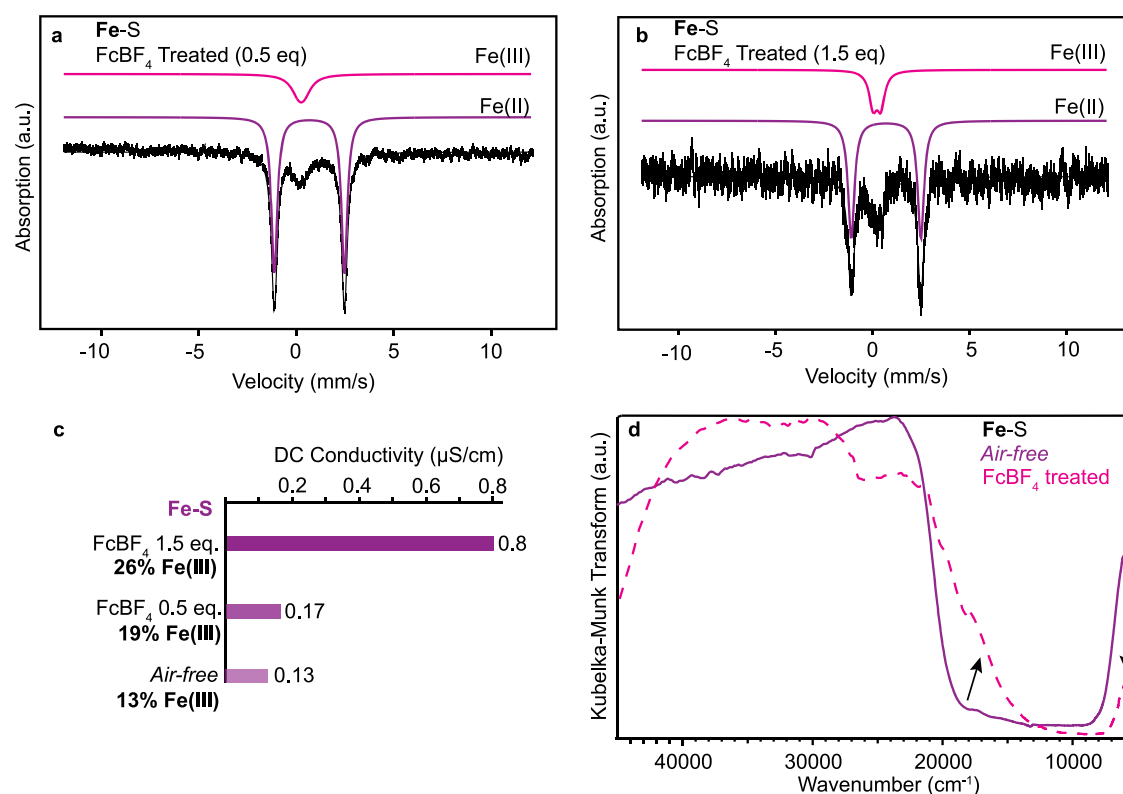 a
Fe-S
FcBF4 Treated (0.5 eq)
Fe(III)
Fe(II)
Absorption (a.u.)
-10 -5 0 5 10
Velocity (mm/s)
b
Fe-S
FcBF4 Treated (1.5 eq)
Fe(III)
Fe(II)
Absorption (a.u.)
-10 -5 0 5 10
Velocity (mm/s)
c
DC Conductivity (µS/cm)
0.2 0.4 0.6 0.8
Fe-S
FcBF4 1.5 eq.
26% Fe(III)
0.8
FcBF4 0.5 eq.
19% Fe(III)
0.17
Air-free
13% Fe(III)
0.13
d
Fe-S
Air-free
FcBF4 treated
Kubelka-Munk Transform (a.u.)
40000 30000 20000 10000
Wavenumber (cm-1)